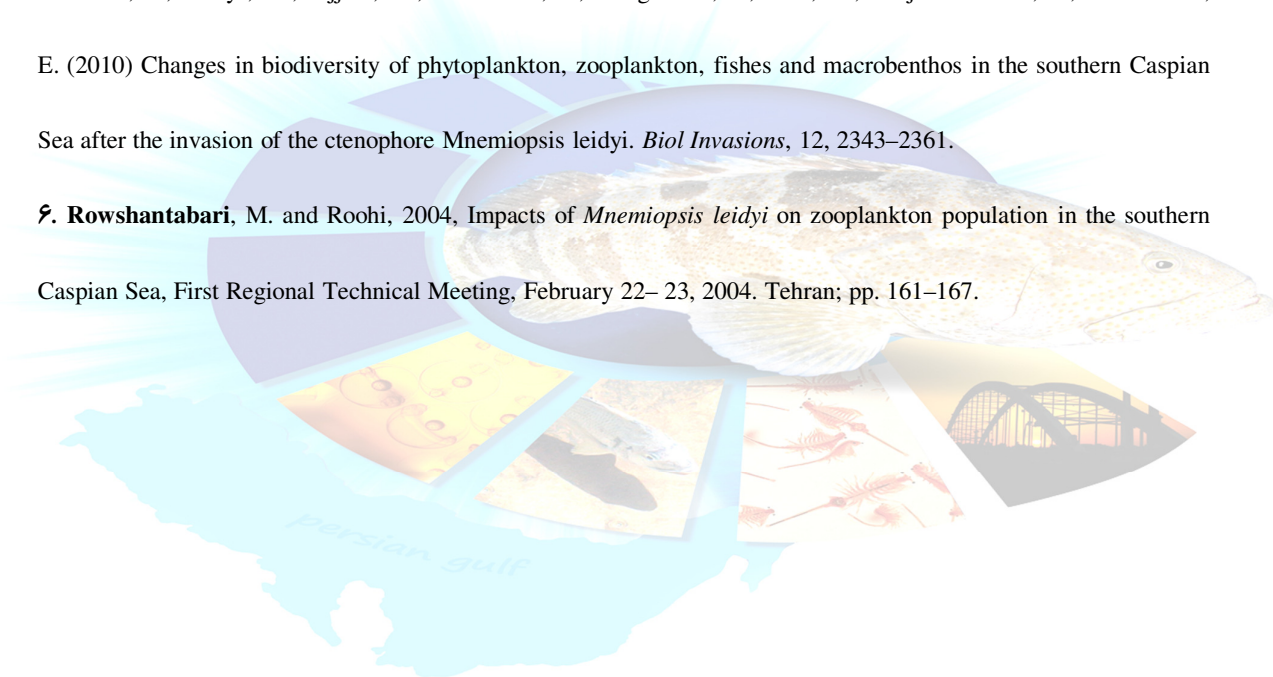 E. (2010) Changes in biodiversity of phytoplankton, zooplankton, fishes and macrobenthos in the southern Caspian
Sea after the invasion of the ctenophore Mnemiopsis leidyi. Biol Invasions, 12, 2343–2361.
۶. Rowshantabari, M. and Roohi, 2004, Impacts of Mnemiopsis leidyi on zooplankton population in the southern
Caspian Sea, First Regional Technical Meeting, February 22– 23, 2004. Tehran; pp. 161–167.
persian gulf